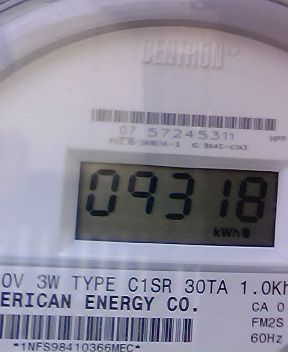 CENTRON®
07 57245311
09318
kWh
0V 3W TYPE C1SR 30TA 1.0Kh
ERICAN ENERGY CO.
CA 0
FM2S
60Hz
*1NFS98410366MEC*